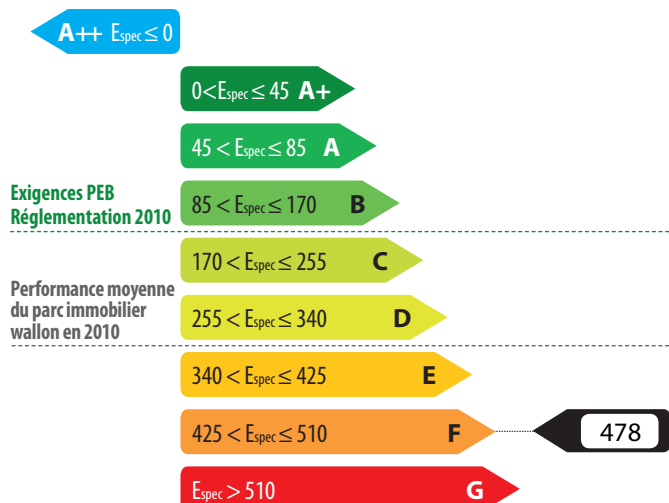 A++ Espec ≤ 0
0<Espec ≤ 45 A+
45 < Espec ≤ 85 A
Exigences PEB
Réglementation 2010
85 < Espec ≤ 170 B
170 < Espec ≤ 255 C
Performance moyenne
du parc immobilier
wallon en 2010
255 < Espec ≤ 340 D
340 < Espec ≤ 425 E
425 < Espec ≤ 510 F
478
Espec > 510 G